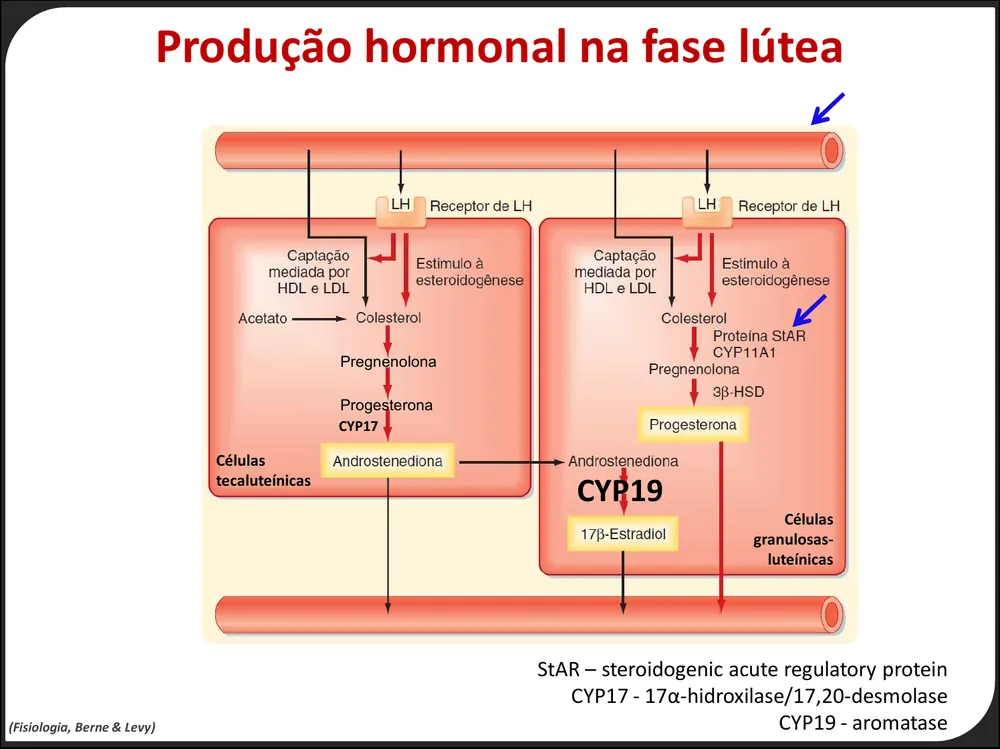 Produção hormonal na fase lútea
LH
Receptor de LH
LH
Receptor de LH
Captação
mediada por
HDL e LDL
Estimulo à
esteroidogênese
Acetato
Colesterol
Pregnenolona
Progesterona
CYP17
Androstenediona
Células
tecaluteínicas
Captação
mediada por
HDL e LDL
Estimulo à
esteroidogênese
Colesterol
Proteína StAR
CYP11A1
Pregnenolona
3β-HSD
Progesterona
Androstenediona
CYP19
17β-Estradiol
Células
granulosas-
luteínicas
StAR – steroidogenic acute regulatory protein
CYP17 - 17α-hidroxilase/17,20-desmolase
CYP19 - aromatase
(Fisiologia, Berne & Levy)